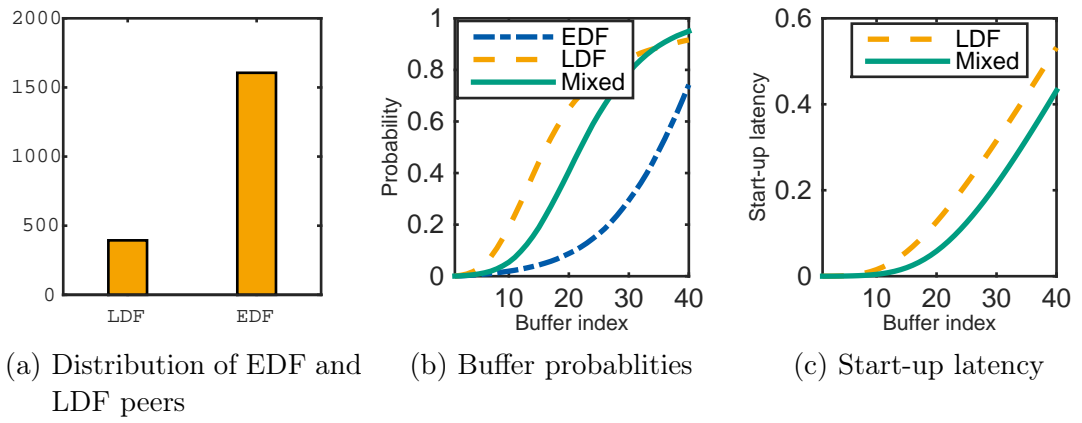 2000
1500
1000
500
0
LDF
EDF
1
0.8
0.6
0.4
0.2
0
Probability
EDF
LDF
Mixed
10
20
30
40
Buffer index
0.6
0.4
0.2
0
Start-up latency
LDF
Mixed
10
20
30
40
Buffer index
(a) Distribution of EDF and
LDF peers
(b) Buffer probablities
(c) Start-up latency